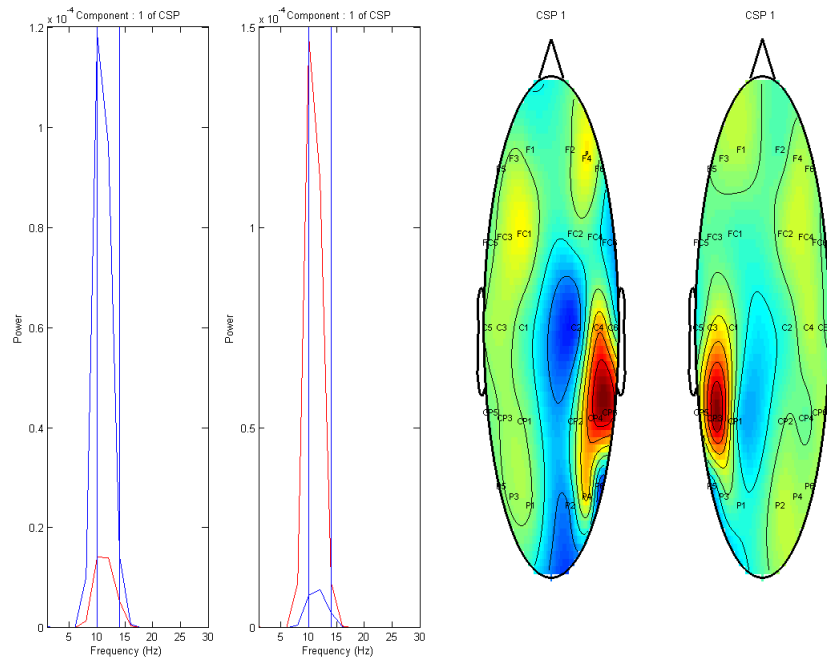 × 10⁻⁴ Component : 1 of CSP
1.2
1
0.8
0.6
0.4
0.2
0
5 10 15 20 25 30
Power
Frequency (Hz)
× 10⁻⁴ Component : 1 of CSP
1.5
1
0.5
0
5 10 15 20 25 30
Power
Frequency (Hz)
CSP 1
F1 F2
F3 F4
F5 F6
FC1 FC2
FC3 FC4
FC5 FC6
C5 C3 C1 C2 C4 C6
CP5 CP6
CP3 CP4
CP1 CP2
P5
P3 P4
P1 P2
CSP 1
F1 F2
F3 F4
F5 F6
FC1 FC2
FC3 FC4
FC5
C5 C3 C1 C2 C4
CP5 CP6
CP4
CP1 CP2
P5 P6
P3 P4
P1 P2